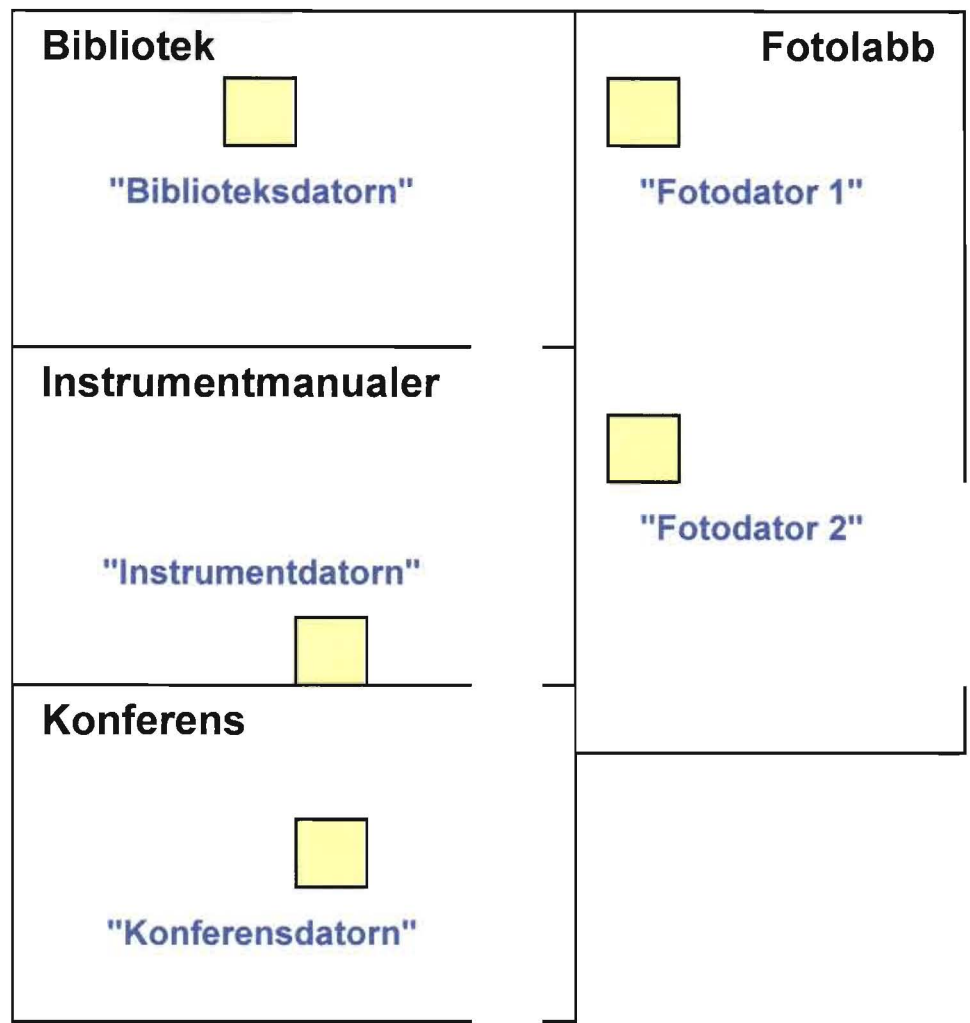 Bibliotek
"Biblioteksdatorn"
Fotolabb
"Fotodator 1"
Instrumentmanualer
"Instrumentdatorn"
"Fotodator 2"
Konferens
"Konferensdatorn"